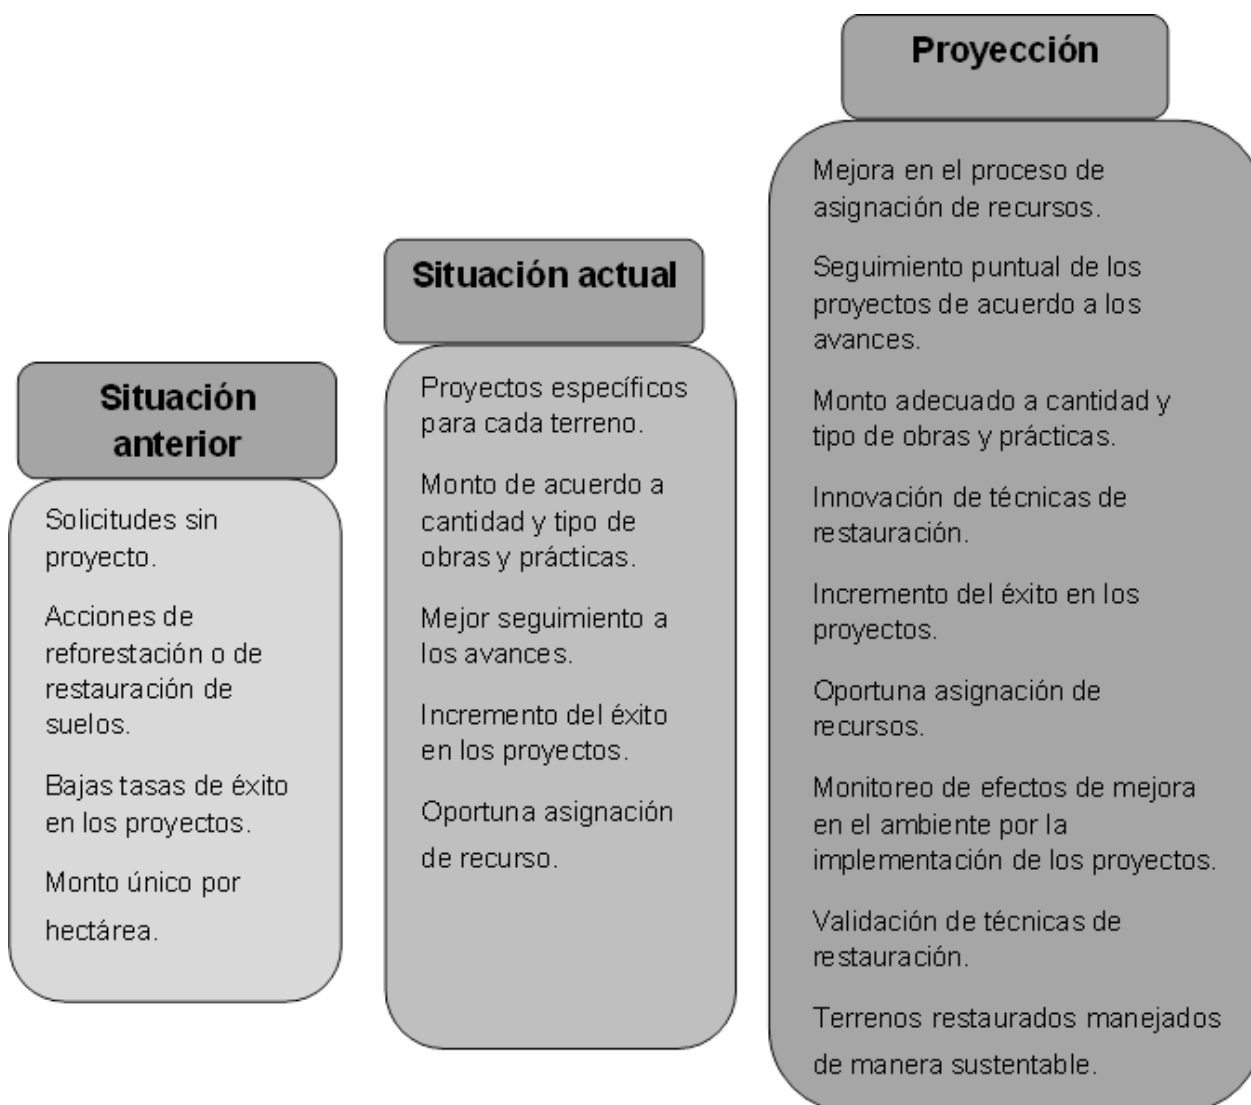 Situación
anterior
Solicitudes sin
proyecto.
Acciones de
reforestación o de
restauración de
suelos.
Bajas tasas de éxito
en los proyectos.
Monto único por
hectárea.
Situación actual
Proyectos específicos
para cada terreno.
Monto de acuerdo a
cantidad y tipo de
obras y prácticas.
Mejor seguimiento a
los avances.
Incremento del éxito
en los proyectos.
Oportuna asignación
de recurso.
Proyección
Mejora en el proceso de
asignación de recursos.
Seguimiento puntual de los
proyectos de acuerdo a los
avances.
Monto adecuado a cantidad y
tipo de obras y prácticas.
Innovación de técnicas de
restauración.
Incremento del éxito en los
proyectos.
Oportuna asignación de
recursos.
Monitoreo de efectos de mejora
en el ambiente por la
implementación de los proyectos.
Validación de técnicas de
restauración.
Terrenos restaurados manejados
de manera sustentable.